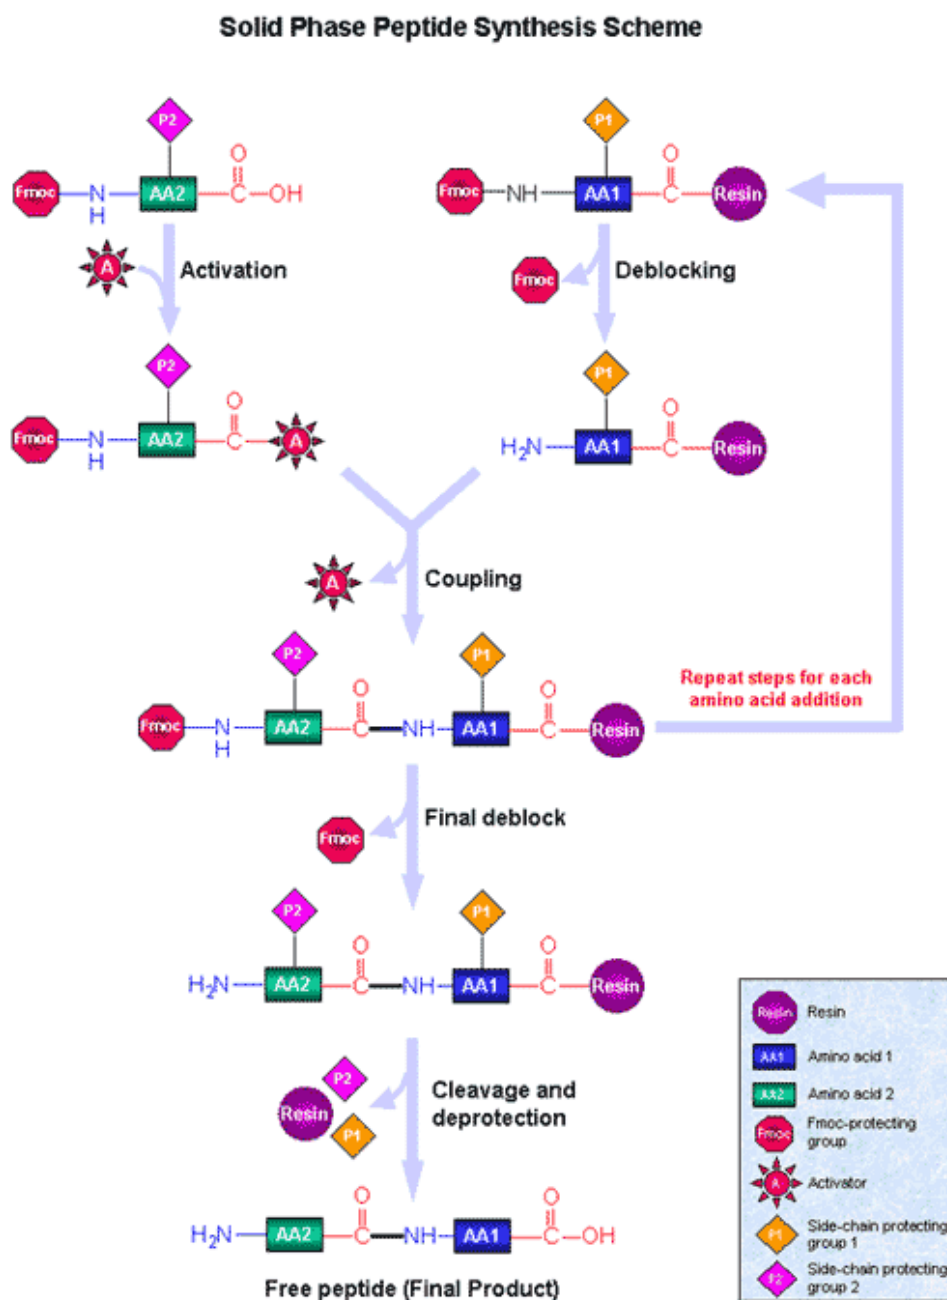 Solid Phase Peptide Synthesis Scheme
P2
P1
O
O
Fmoc N AA2 C OH
H
Fmoc NH AA1 C Resin
A Activation
Fmoc Deblocking
P2
P1
O
O
Fmoc N AA2 C A
H
H₂N AA1 C Resin
A Coupling
P2
P1
Repeat steps for each
amino acid addition
O
O
Fmoc N AA2 C NH AA1 C Resin
H
Fmoc Final deblock
P2
P1
O
O
H₂N AA2 C NH AA1 C Resin
P2
Resin
P1
Cleavage and
deprotection
O
O
H₂N AA2 C NH AA1 C OH
Free peptide (Final Product)
Resin Resin
AA1 Amino acid 1
AA2 Amino acid 2
Fmoc Fmoc-protecting
group
A Activator
P1 Side-chain protecting
group 1
P2 Side-chain protecting
group 2